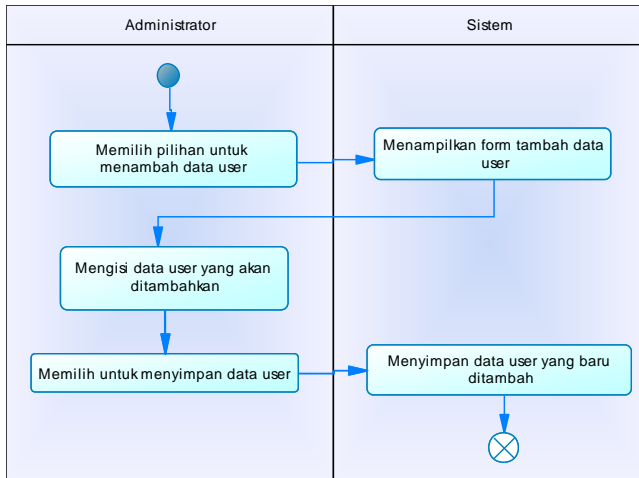 Administrator
Sistem
Memilih pilihan untuk
menambah data user
Menampilkan form tambah data
user
Mengisi data user yang akan
ditambahkan
Memilih untuk menyimpan data user
Menyimpan data user yang baru
ditambah